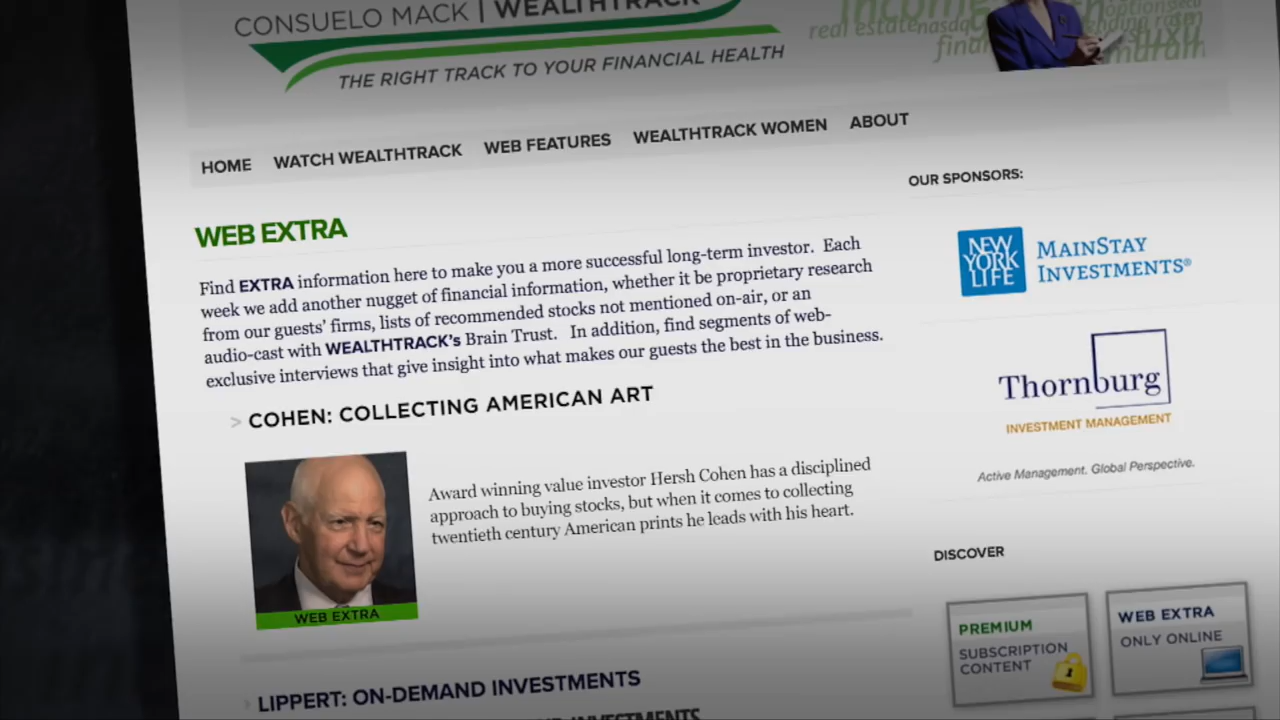 CONSUELO MACK | WEALTHTRACK
THE RIGHT TRACK TO YOUR FINANCIAL HEALTH
income
real estate
nasdaq
options
HOME
WATCH WEALTHTRACK
WEB FEATURES
WEALTHTRACK WOMEN
ABOUT
WEB EXTRA
Find EXTRA information here to make you a more successful long-term investor. Each
week we add another nugget of financial information, whether it be proprietary research
from our guests' firms, lists of recommended stocks not mentioned on-air, or an
audio-cast with WEALTHTRACK's Brain Trust. In addition, find segments of web-
exclusive interviews that give insight into what makes our guests the best in the business.
> COHEN: COLLECTING AMERICAN ART
Award winning value investor Hersh Cohen has a disciplined
approach to buying stocks, but when it comes to collecting
twentieth century American prints he leads with his heart.
WEB EXTRA
> LIPPERT: ON-DEMAND INVESTMENTS
OUR SPONSORS:
NEW
YORK
LIFE
MAINSTAY
INVESTMENTS®
Thornburg
INVESTMENT MANAGEMENT
Active Management. Global Perspective.
DISCOVER
PREMIUM
SUBSCRIPTION
CONTENT
WEB EXTRA
ONLY ONLINE